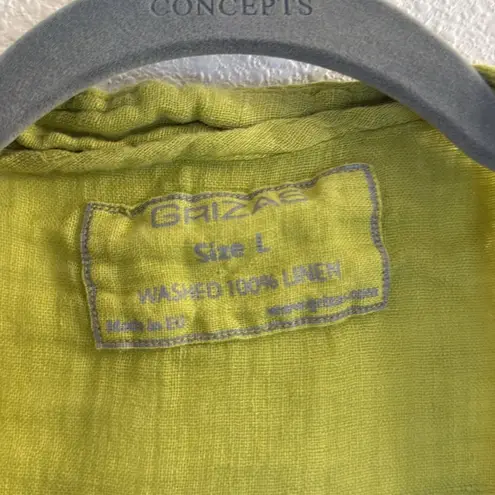 CONCEPTS
GRIZAS
Size L
WASHED 100% LINEN
Made in EU